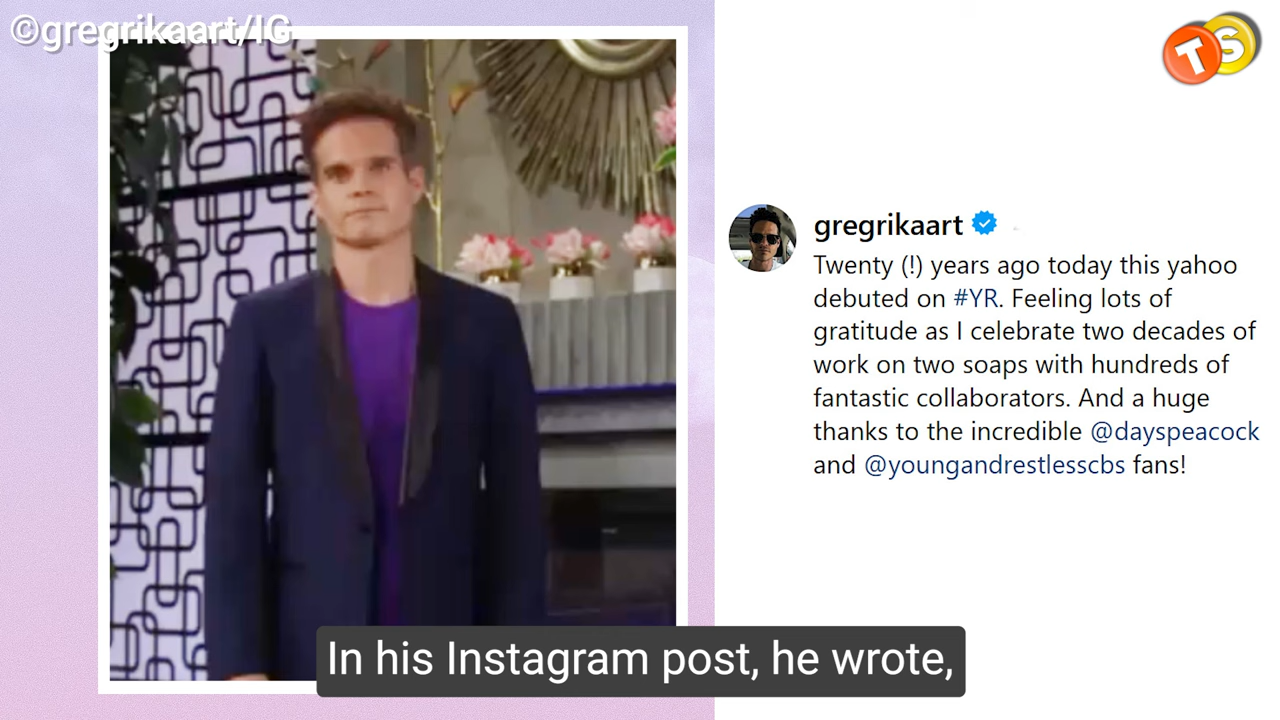 ©gregrikaart/IG
TS
gregrikaart
Twenty (!) years ago today this yahoo
debuted on #YR. Feeling lots of
gratitude as I celebrate two decades of
work on two soaps with hundreds of
fantastic collaborators. And a huge
thanks to the incredible @dayspeacock
and @youngandrestlesscbs fans!
In his Instagram post, he wrote,